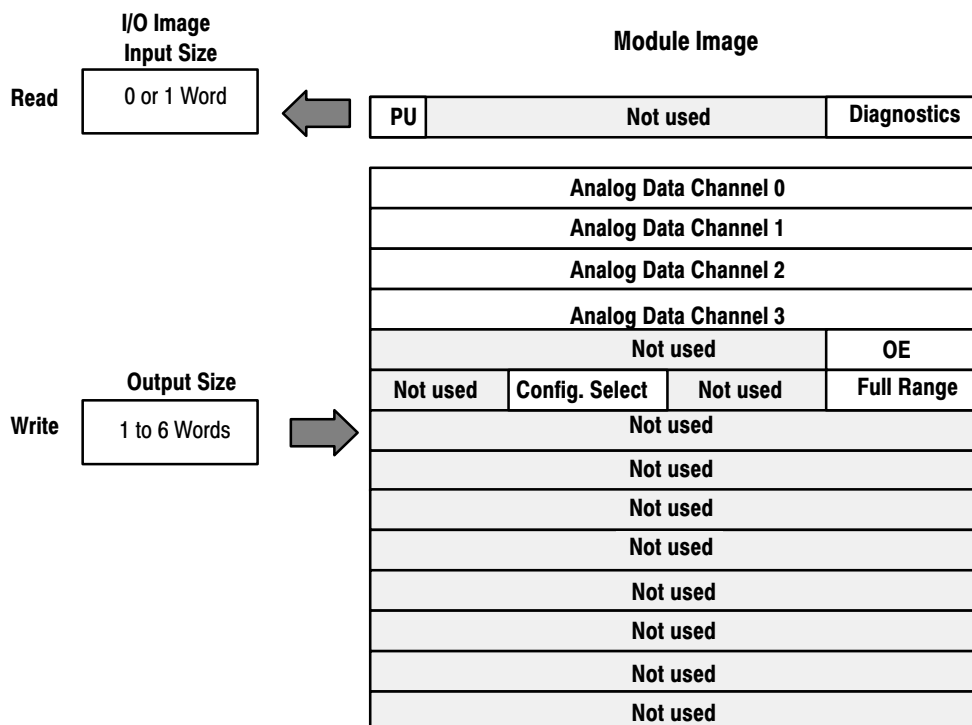 I/O Image
Input Size
Module Image
Read
0 or 1 Word
PU
Not used
Diagnostics
Analog Data Channel 0
Analog Data Channel 1
Analog Data Channel 2
Analog Data Channel 3
Not used
OE
Output Size
Not used
Config. Select
Not used
Full Range
Write
1 to 6 Words
Not used
Not used
Not used
Not used
Not used
Not used
Not used
Not used